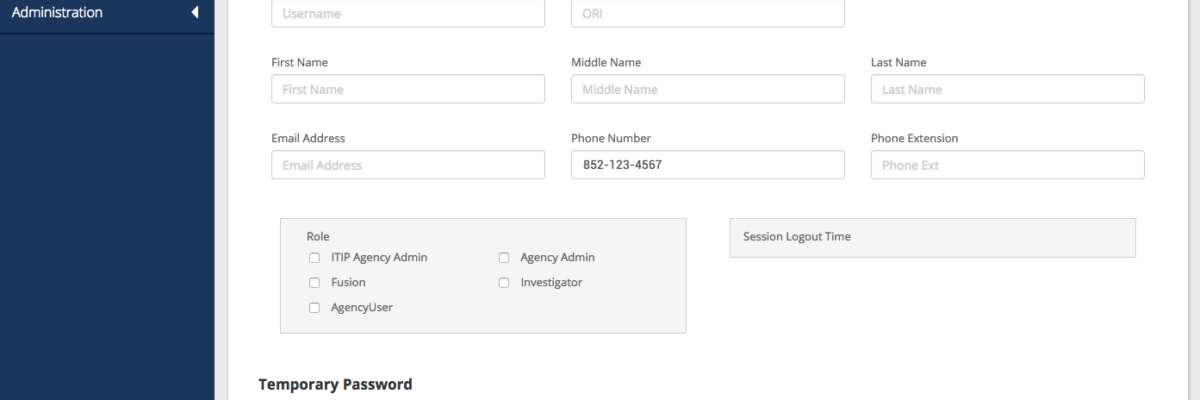 Administration
Username ORI
First Name Middle Name Last Name
First Name Middle Name Last Name
Email Address Phone Number Phone Extension
Email Address 852-123-4567 Phone Ext
Role Session Logout Time
ITIP Agency Admin Agency Admin
Fusion Investigator
AgencyUser
Temporary Password